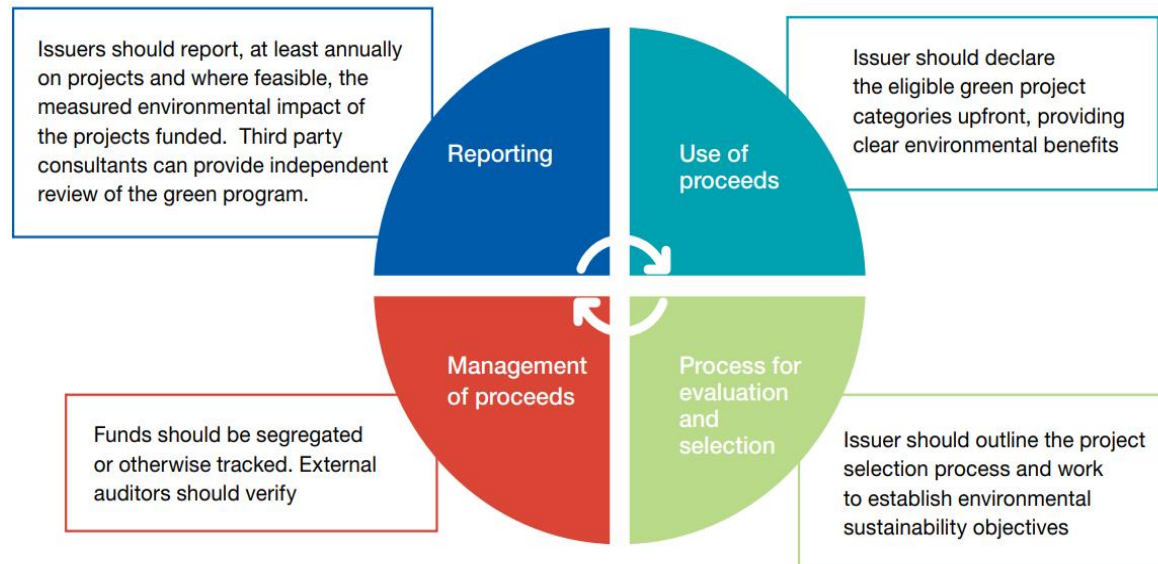 Issuers should report, at least annually
on projects and where feasible, the
measured environmental impact of
the projects funded.  Third party
consultants can provide independent
review of the green program.
Reporting
Use of
proceeds
Issuer should declare
the eligible green project
categories upfront, providing
clear environmental benefits
Funds should be segregated
or otherwise tracked. External
auditors should verify
Management
of proceeds
Process for
evaluation
and
selection
Issuer should outline the project
selection process and work
to establish environmental
sustainability objectives